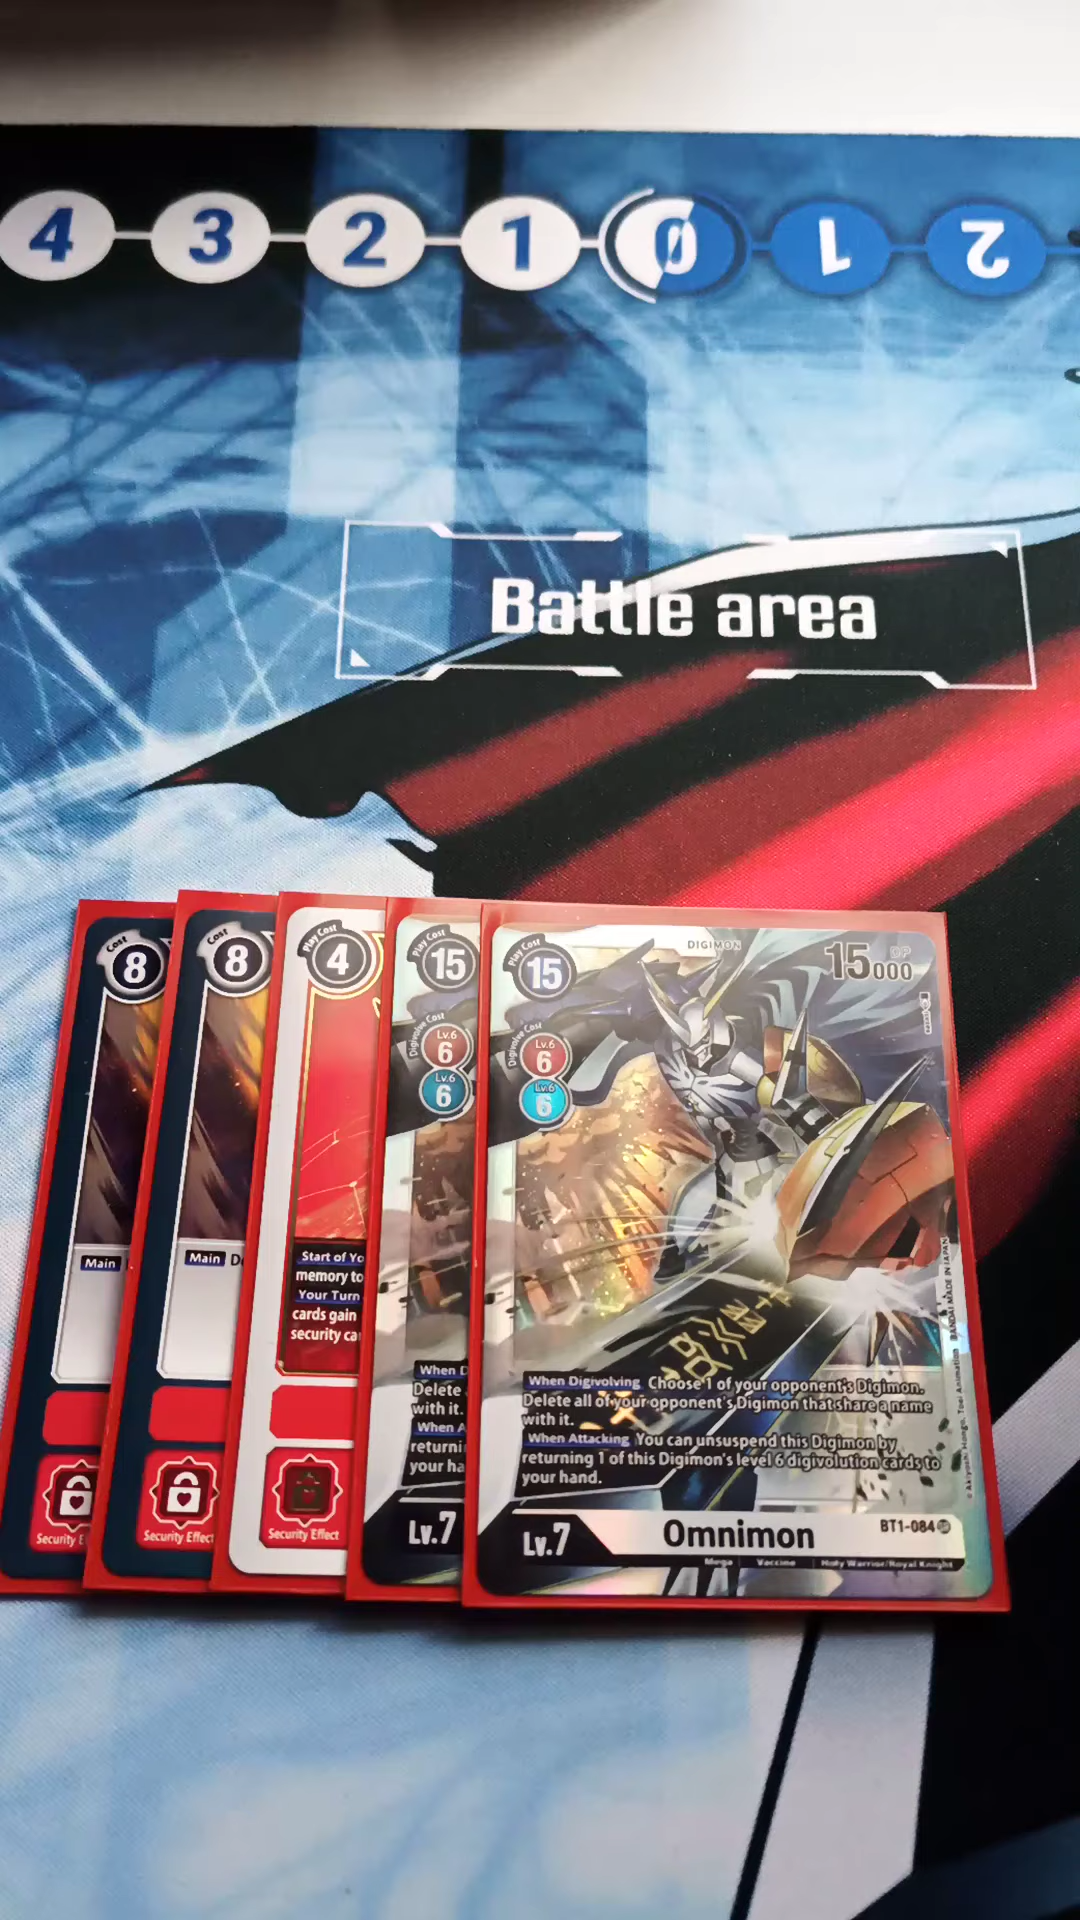 4 3 2 1 0 1 2
Battle area
Cost
8
Main
Security E
Cost
8
Main D
Security Effect
Play Cost
4
Start of Yo
memory to
Your Turn
cards gain
security ca
Security Effect
Play Cost
15
Digivolve Cost
Lv.6
6
Lv.6
6
When D
Delete
with it.
When A
returni
your ha
Lv.7
Play Cost
15
DIGIMON
DP
15000
Digivolve Cost
Lv.6
6
Lv.6
6
When Digivolving Choose 1 of your opponent's Digimon.
Delete all of your opponent's Digimon that share a name
with it.
When Attacking You can unsuspend this Digimon by
returning 1 of this Digimon's level 6 digivolution cards to
your hand.
©Akiyoshi Hongo, Toei Animation BANDAI MADE IN JAPAN
Lv.7
Omnimon
BT1-084 SR
Mega Vaccine Holy Warrior/Royal Knight